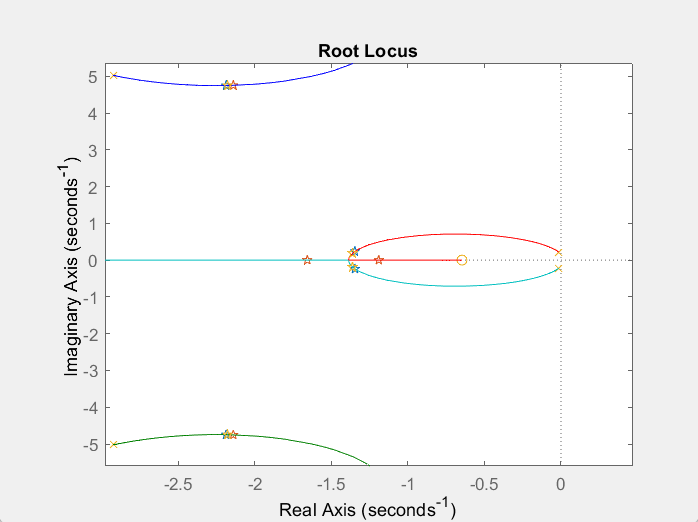 Root Locus
Imaginary Axis (seconds⁻¹)
5
4
3
2
1
0
-1
-2
-3
-4
-5
-2.5 -2 -1.5 -1 -0.5 0
Real Axis (seconds⁻¹)